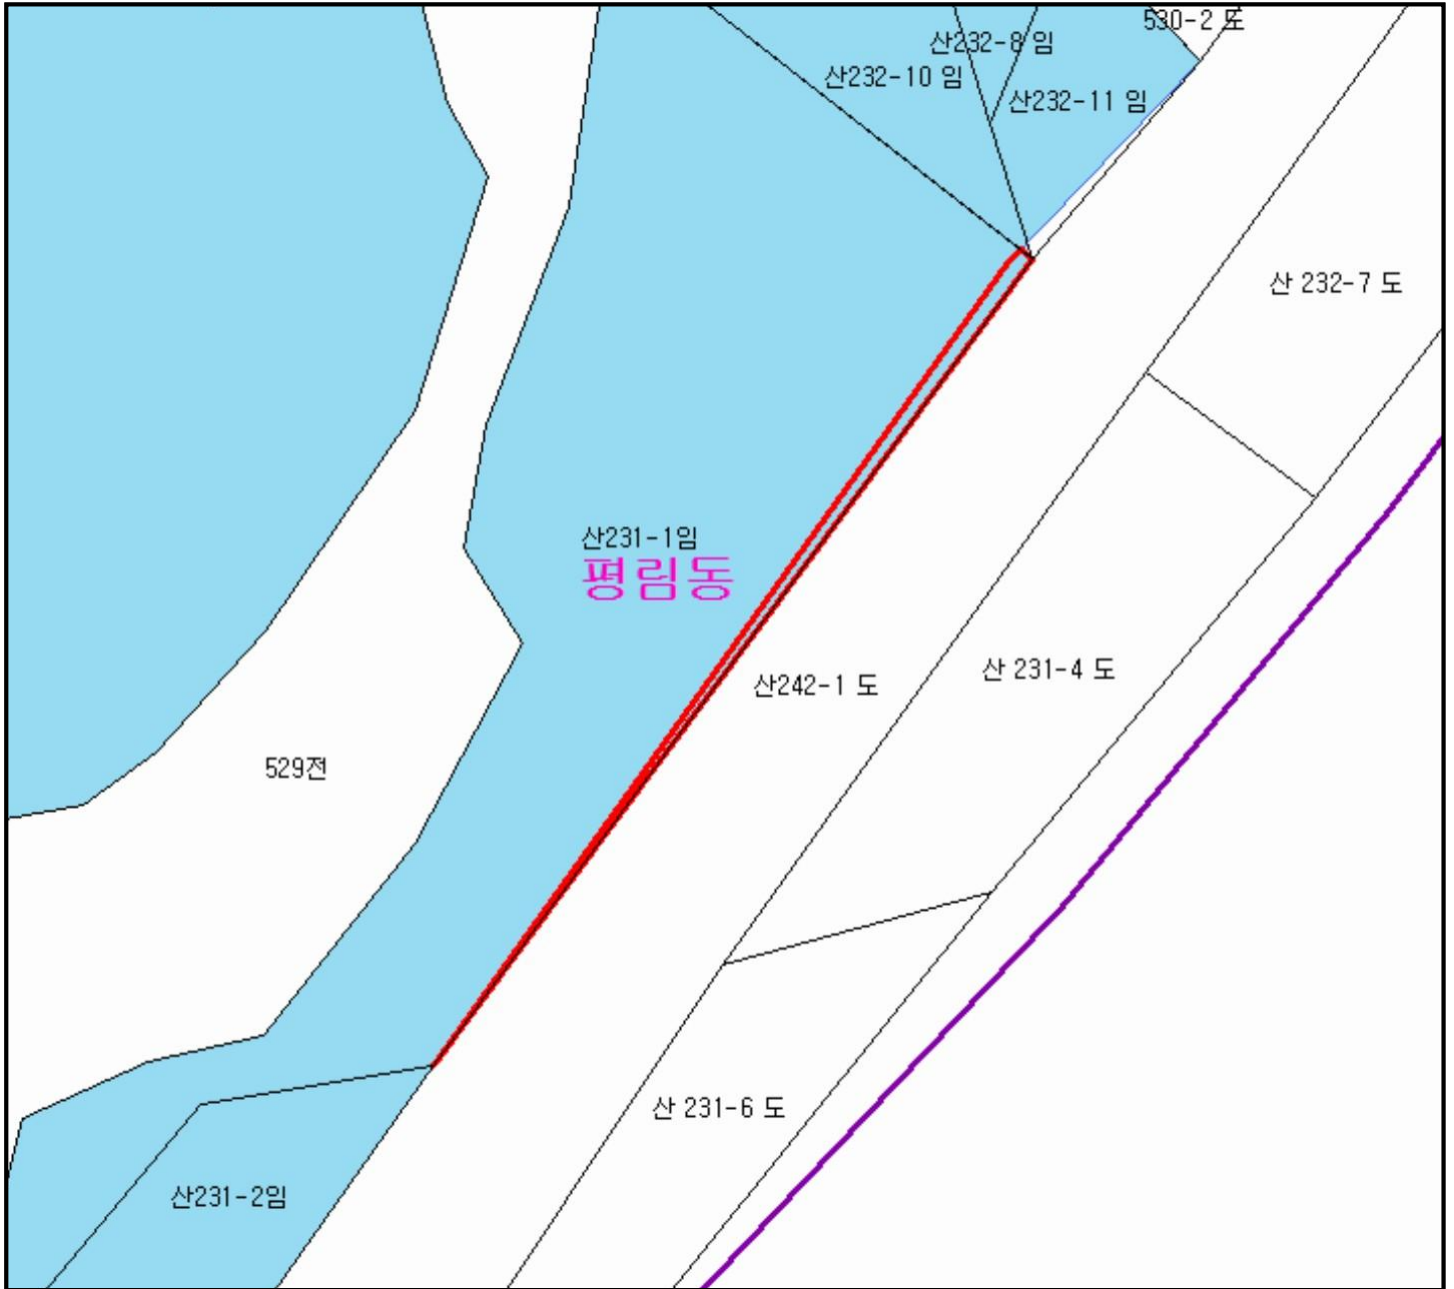 530-2 도
산232-8 임
산232-10 임
산232-11 임
산 232-7 도
산231-1임
평림동
산 231-4 도
산242-1 도
529전
산 231-6 도
산231-2임